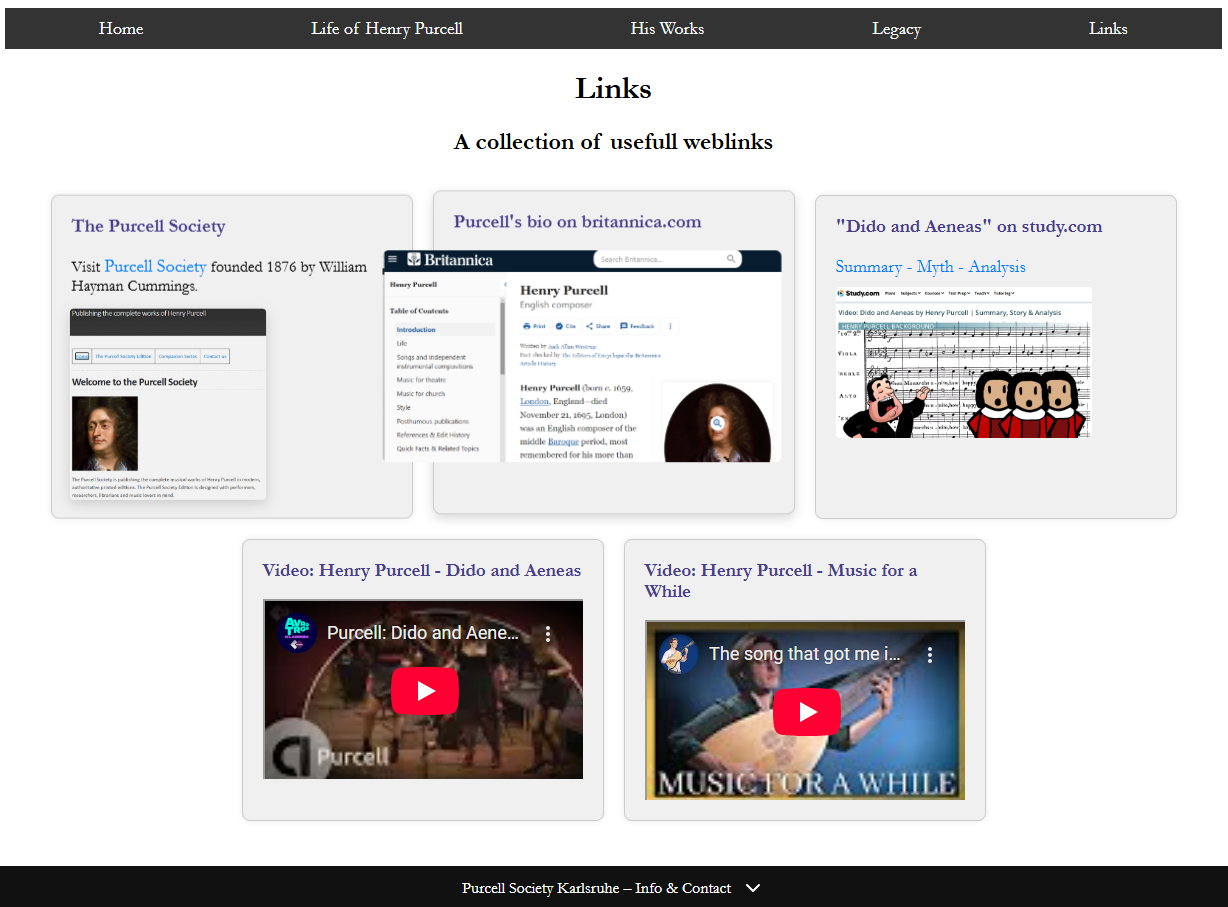 Home Life of Henry Purcell His Works Legacy Links
Links
A collection of usefull weblinks
The Purcell Society
Visit Purcell Society founded 1876 by William
Hayman Cummings.
Publishing the complete works of Henry Purcell
The Purcell Society Edition Companion Series Contact us
Welcome to the Purcell Society
The Purcell Society is publishing the complete musical works of Henry Purcell in modern,
authoritative printed editions. The Purcell Society Edition is designed with performers,
researchers, librarians and music lovers in mind.
Purcell's bio on britannica.com
Britannica Search Britannica...
Henry Purcell
Table of Contents
Introduction
Life
Songs and independent
instrumental compositions
Music for theatre
Music for church
Style
Posthumous publications
References & Edit History
Quick Facts & Related Topics
Henry Purcell
English composer
Print Cite Share Feedback
Written by Jack Allan Westrup
Fact-checked by The Editors of Encyclopaedia Britannica
Article History
Henry Purcell (born c. 1659,
London, England—died
November 21, 1695, London)
was an English composer of the
middle Baroque period, most
remembered for his more than
"Dido and Aeneas" on study.com
Summary - Myth - Analysis
Study.com Plans Subjects Courses Test Prep Teach Tutoring
Video: Dido and Aeneas by Henry Purcell | Summary, Story & Analysis
HENRY PURCELL BACKGROUND
VIOLA
ALTO
BASS
Video: Henry Purcell - Dido and Aeneas
AVROTROS
KLASSIEK
Purcell: Dido and Aene...
Purcell
Video: Henry Purcell - Music for a
While
The song that got me i...
MUSIC FOR A WHILE
Purcell Society Karlsruhe – Info & Contact